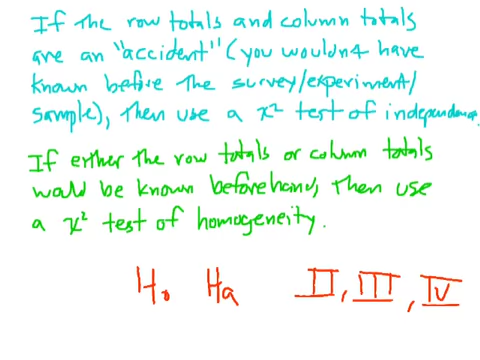 If the row totals and column totals
are an "accident" (you wouldn't have
known before the survey/experiment/
sample), then use a x² test of independence.
If either the row totals or column totals
would be known beforehand, then use
a x² test of homogeneity.
H₀ Ha II, III, IV